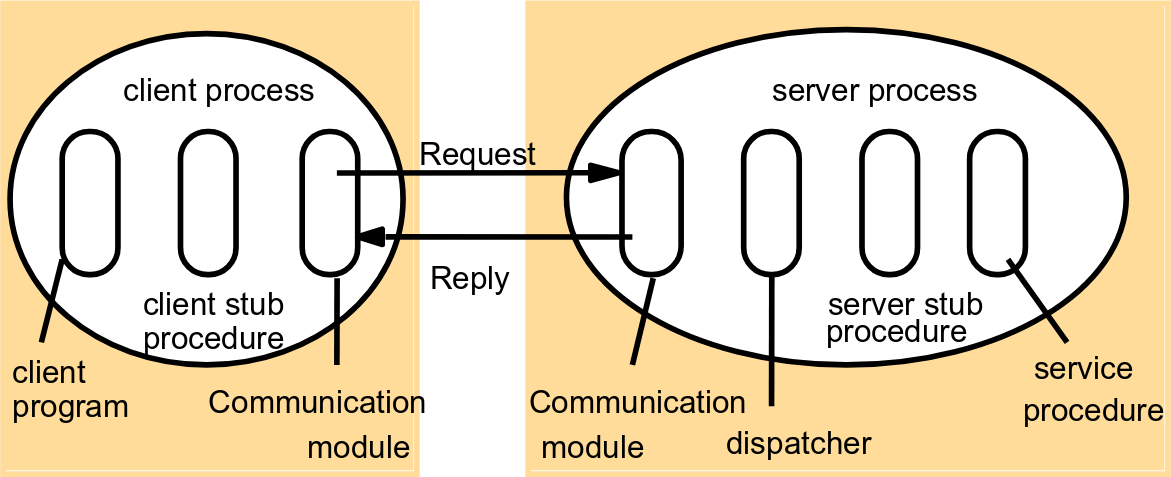 client process
server process
Request
Reply
client stub
procedure
server stub
procedure
client
program
Communication
module
Communication
module
dispatcher
service
procedure